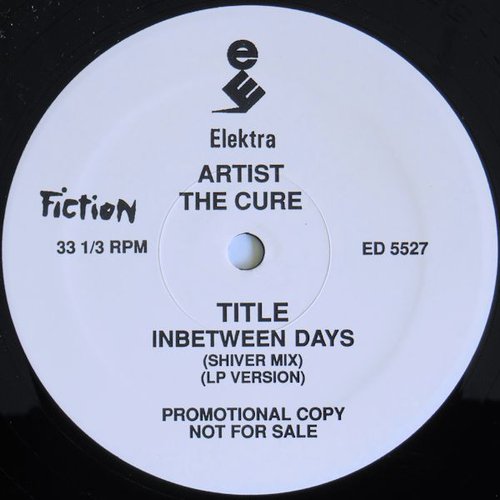 Elektra
ARTIST
THE CURE
Fiction
33 1/3 RPM
ED 5527
TITLE
INBETWEEN DAYS
(SHIVER MIX)
(LP VERSION)
PROMOTIONAL COPY
NOT FOR SALE